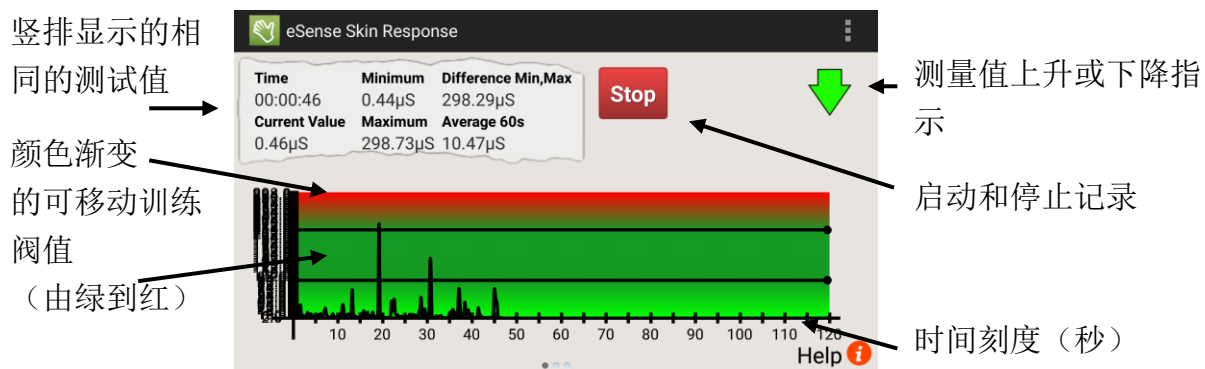 竖排显示的相
同的测试值
颜色渐变
的可移动训练
阀值
（由绿到红）
eSense Skin Response
Time Minimum Difference Min,Max
00:00:46 0.44µS 298.29µS
Current Value Maximum Average 60s
0.46µS 298.73µS 10.47µS
Stop
测量值上升或下降指
示
启动和停止记录
10 20 30 40 50 60 70 80 90 100 110 120
时间刻度（秒）
Help